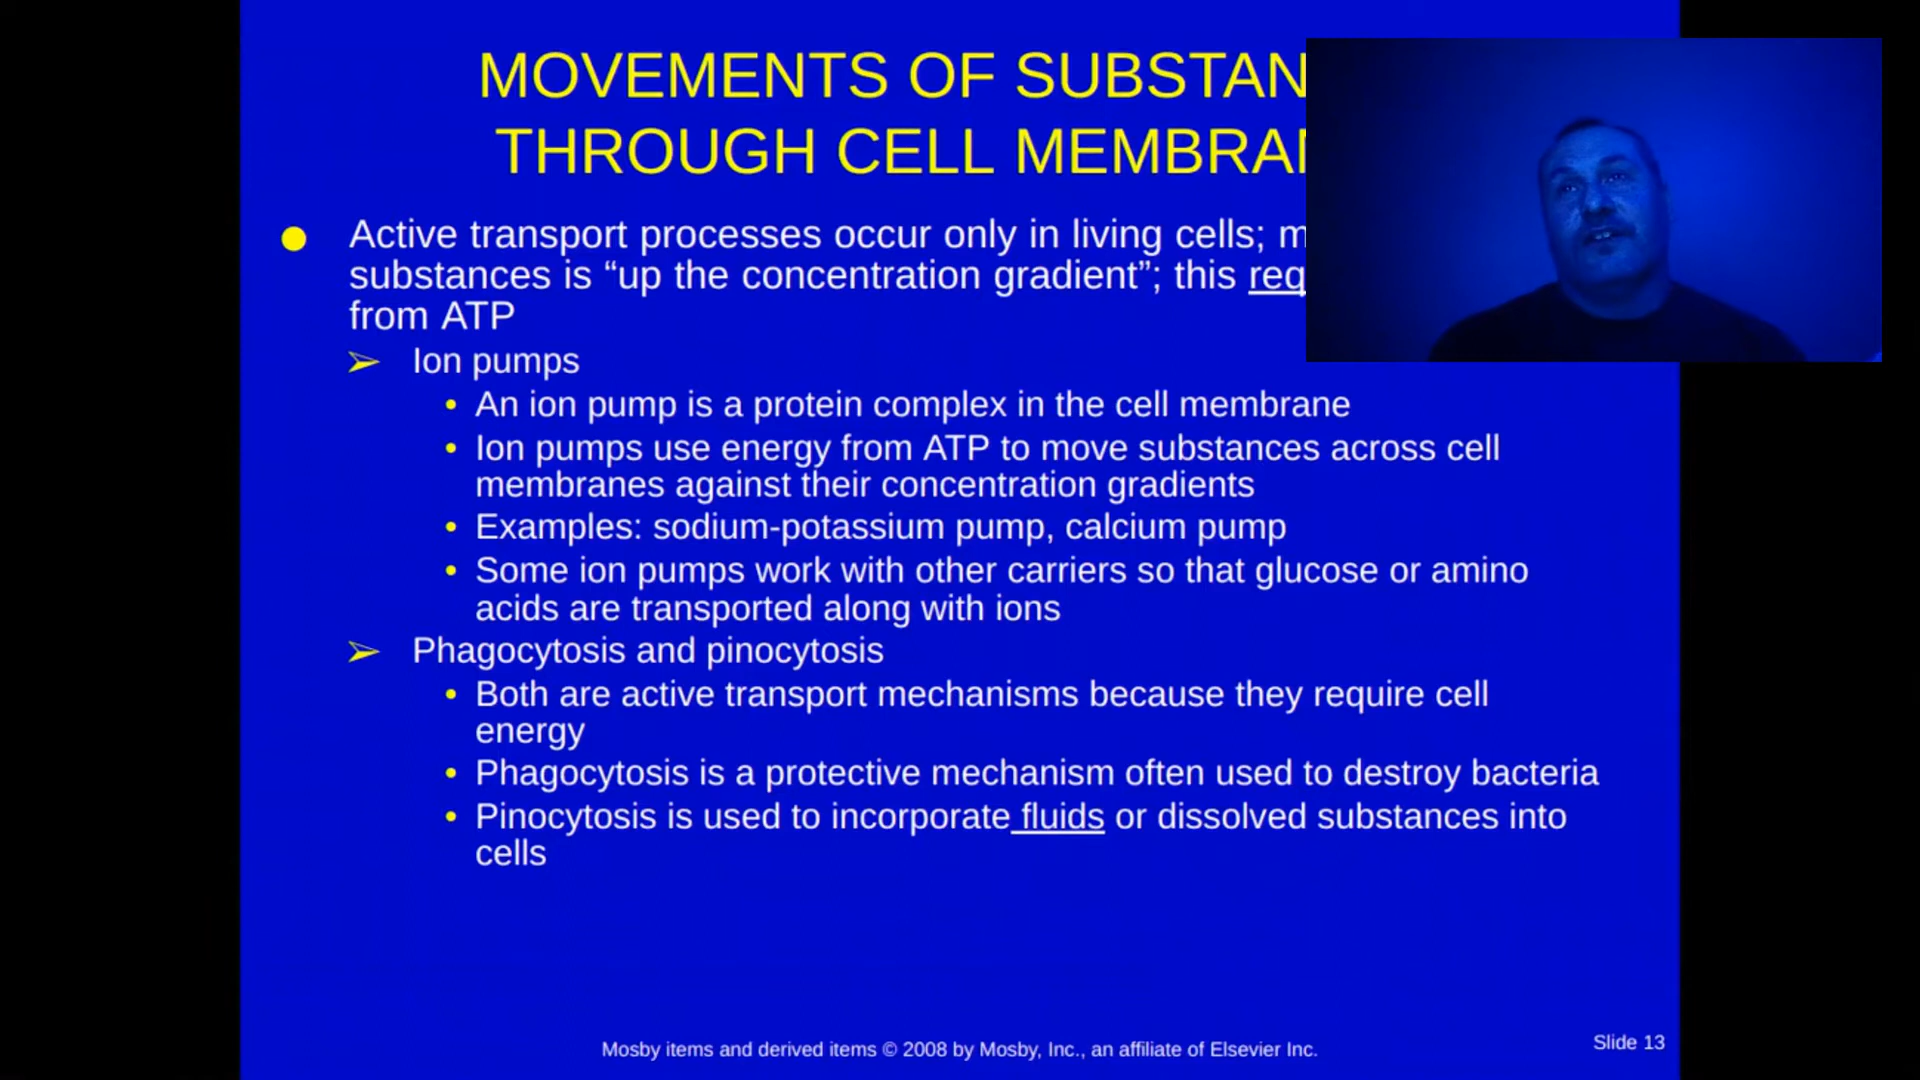 MOVEMENTS OF SUBSTAN
THROUGH CELL MEMBRA
Active transport processes occur only in living cells; m
substances is “up the concentration gradient”; this req
from ATP
Ion pumps
An ion pump is a protein complex in the cell membrane
Ion pumps use energy from ATP to move substances across cell
membranes against their concentration gradients
Examples: sodium-potassium pump, calcium pump
Some ion pumps work with other carriers so that glucose or amino
acids are transported along with ions
Phagocytosis and pinocytosis
Both are active transport mechanisms because they require cell
energy
Phagocytosis is a protective mechanism often used to destroy bacteria
Pinocytosis is used to incorporate fluids or dissolved substances into
cells
Mosby items and derived items © 2008 by Mosby, Inc., an affiliate of Elsevier Inc.
Slide 13